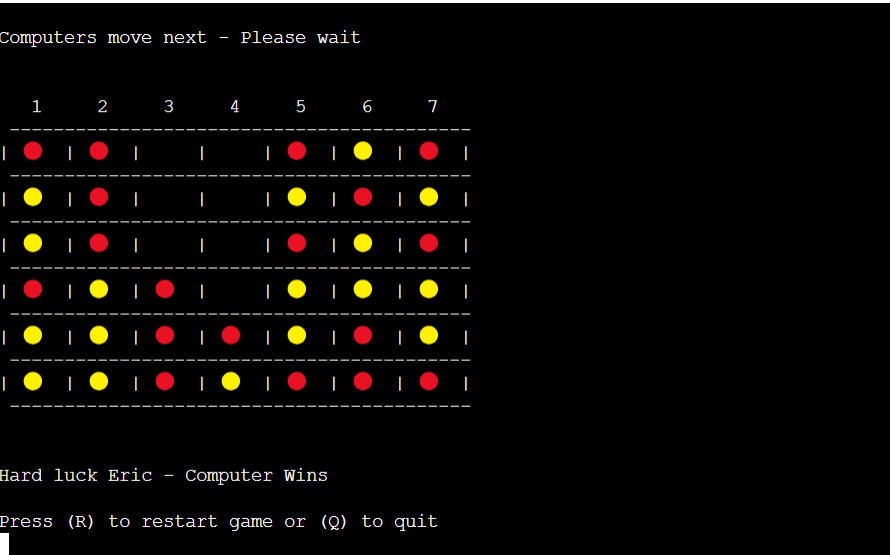 Computers move next - Please wait
1 2 3 4 5 6 7
Hard luck Eric - Computer Wins
Press (R) to restart game or (Q) to quit